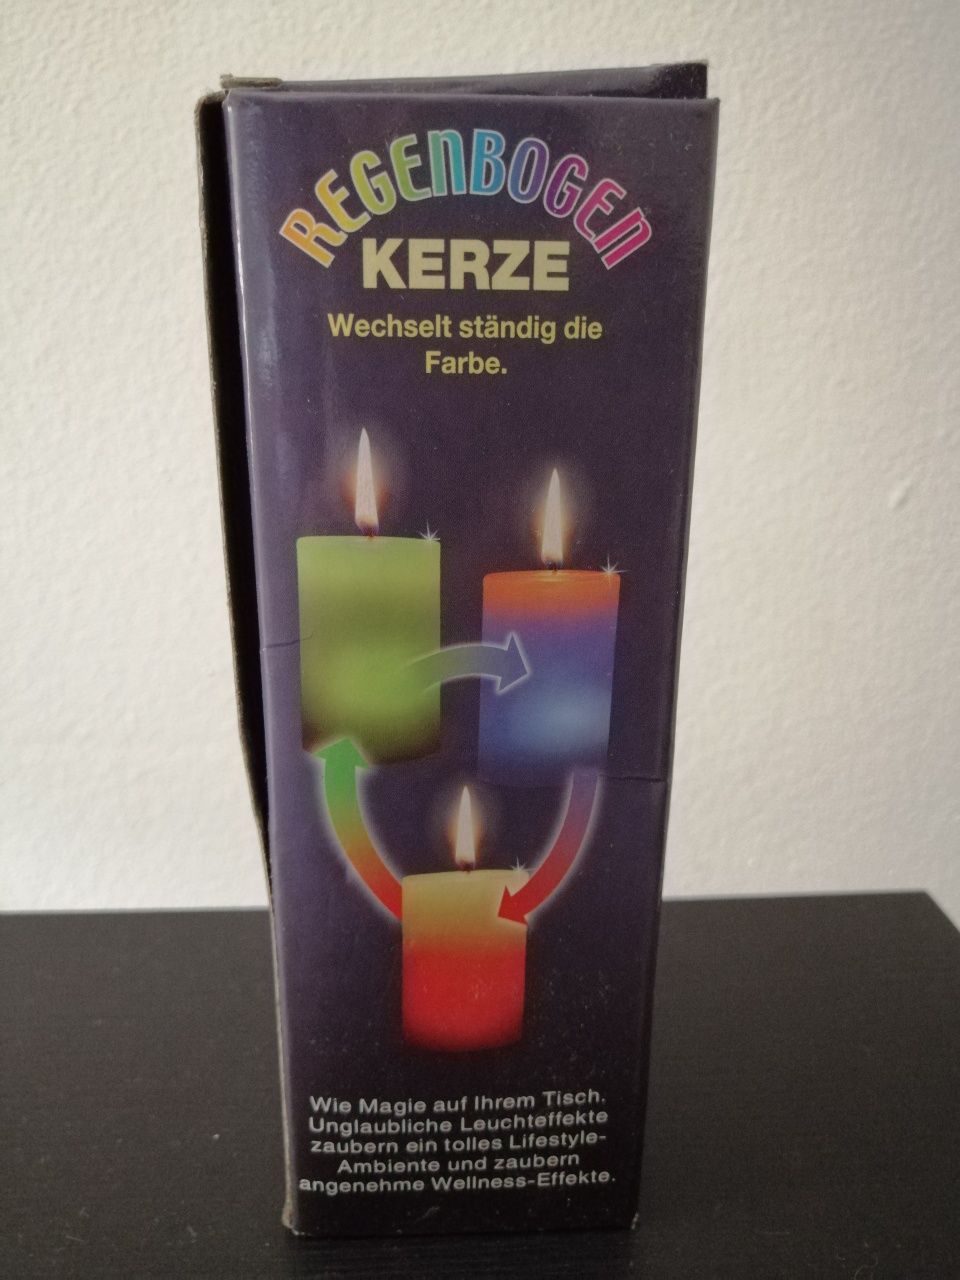 REGENBOGEN
KERZE
Wechselt ständig die
Farbe.
Wie Magie auf Ihrem Tisch.
Unglaubliche Leuchteffekte
zaubern ein tolles Lifestyle-
Ambiente und zaubern
angenehme Wellness-Effekte.